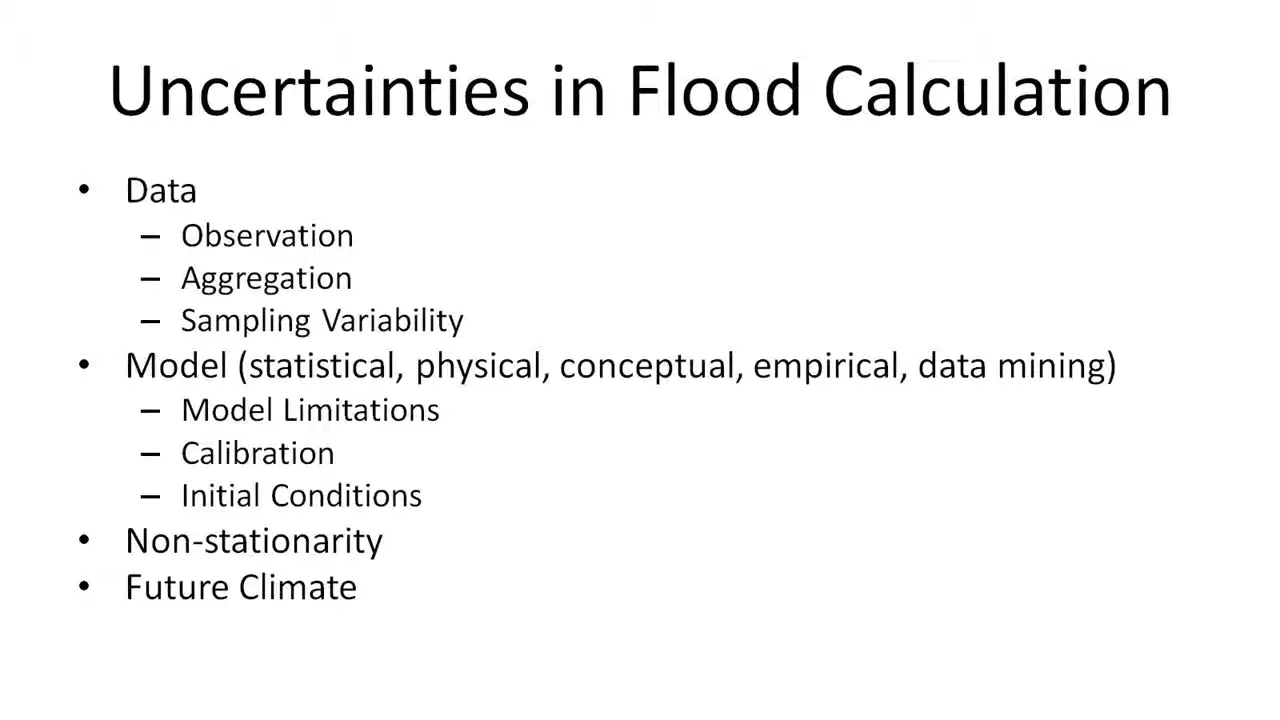 Uncertainties in Flood Calculation
• Data
– Observation
– Aggregation
– Sampling Variability
• Model (statistical, physical, conceptual, empirical, data mining)
– Model Limitations
– Calibration
– Initial Conditions
• Non-stationarity
• Future Climate